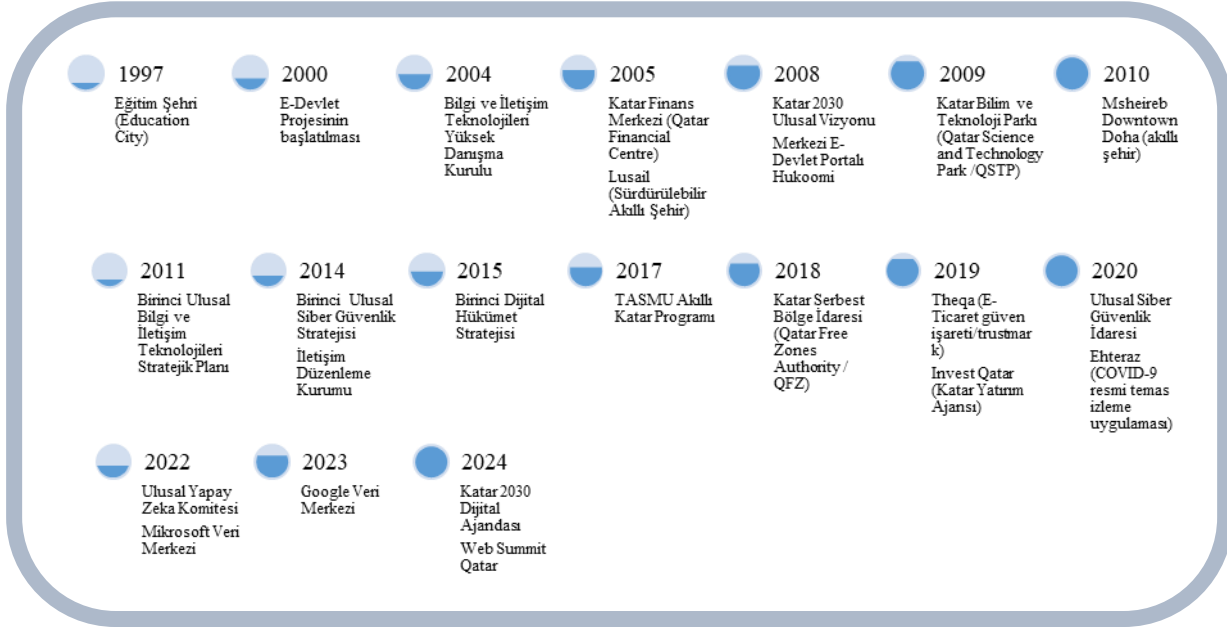 1997
Eğitim Şehri
(Education
City)
2000
E-Devlet
Projesinin
başlatılması
2004
Bilgi ve İletişim
Teknolojileri
Yüksek
Danışma
Kurulu
2005
Katar Finans
Merkezi (Qatar
Financial
Centre)
Lusail
(Sürdürülebilir
Akıllı Şehir)
2008
Katar 2030
Ulusal Vizyonu
Merkezi E-
Devlet Portalı
Hukoomi
2009
Katar Bilim ve
Teknoloji Parkı
(Qatar Science
and Technology
Park /QSTP)
2010
Msheireb
Downtown
Doha (akıllı
şehir)
2011
Birinci Ulusal
Bilgi ve
İletişim
Teknolojileri
Stratejik Planı
2014
Birinci Ulusal
Siber Güvenlik
Stratejisi
İletişim
Düzenleme
Kurumu
2015
Birinci Dijital
Hükümet
Stratejisi
2017
TASMU Akıllı
Katar Programı
2018
Katar Serbest
Bölge İdaresi
(Qatar Free
Zones
Authority /
QFZ)
2019
Theqa (E-
Ticaret güven
işareti/trustmar
k)
Invest Qatar
(Katar Yatırım
Ajansı)
2020
Ulusal Siber
Güvenlik
İdaresi
Ehteraz
(COVID-9
resmi temas
izleme
uygulaması)
2022
Ulusal Yapay
Zeka Komitesi
Mikrosoft Veri
Merkezi
2023
Google Veri
Merkezi
2024
Katar 2030
Dijital
Ajandası
Web Summit
Qatar